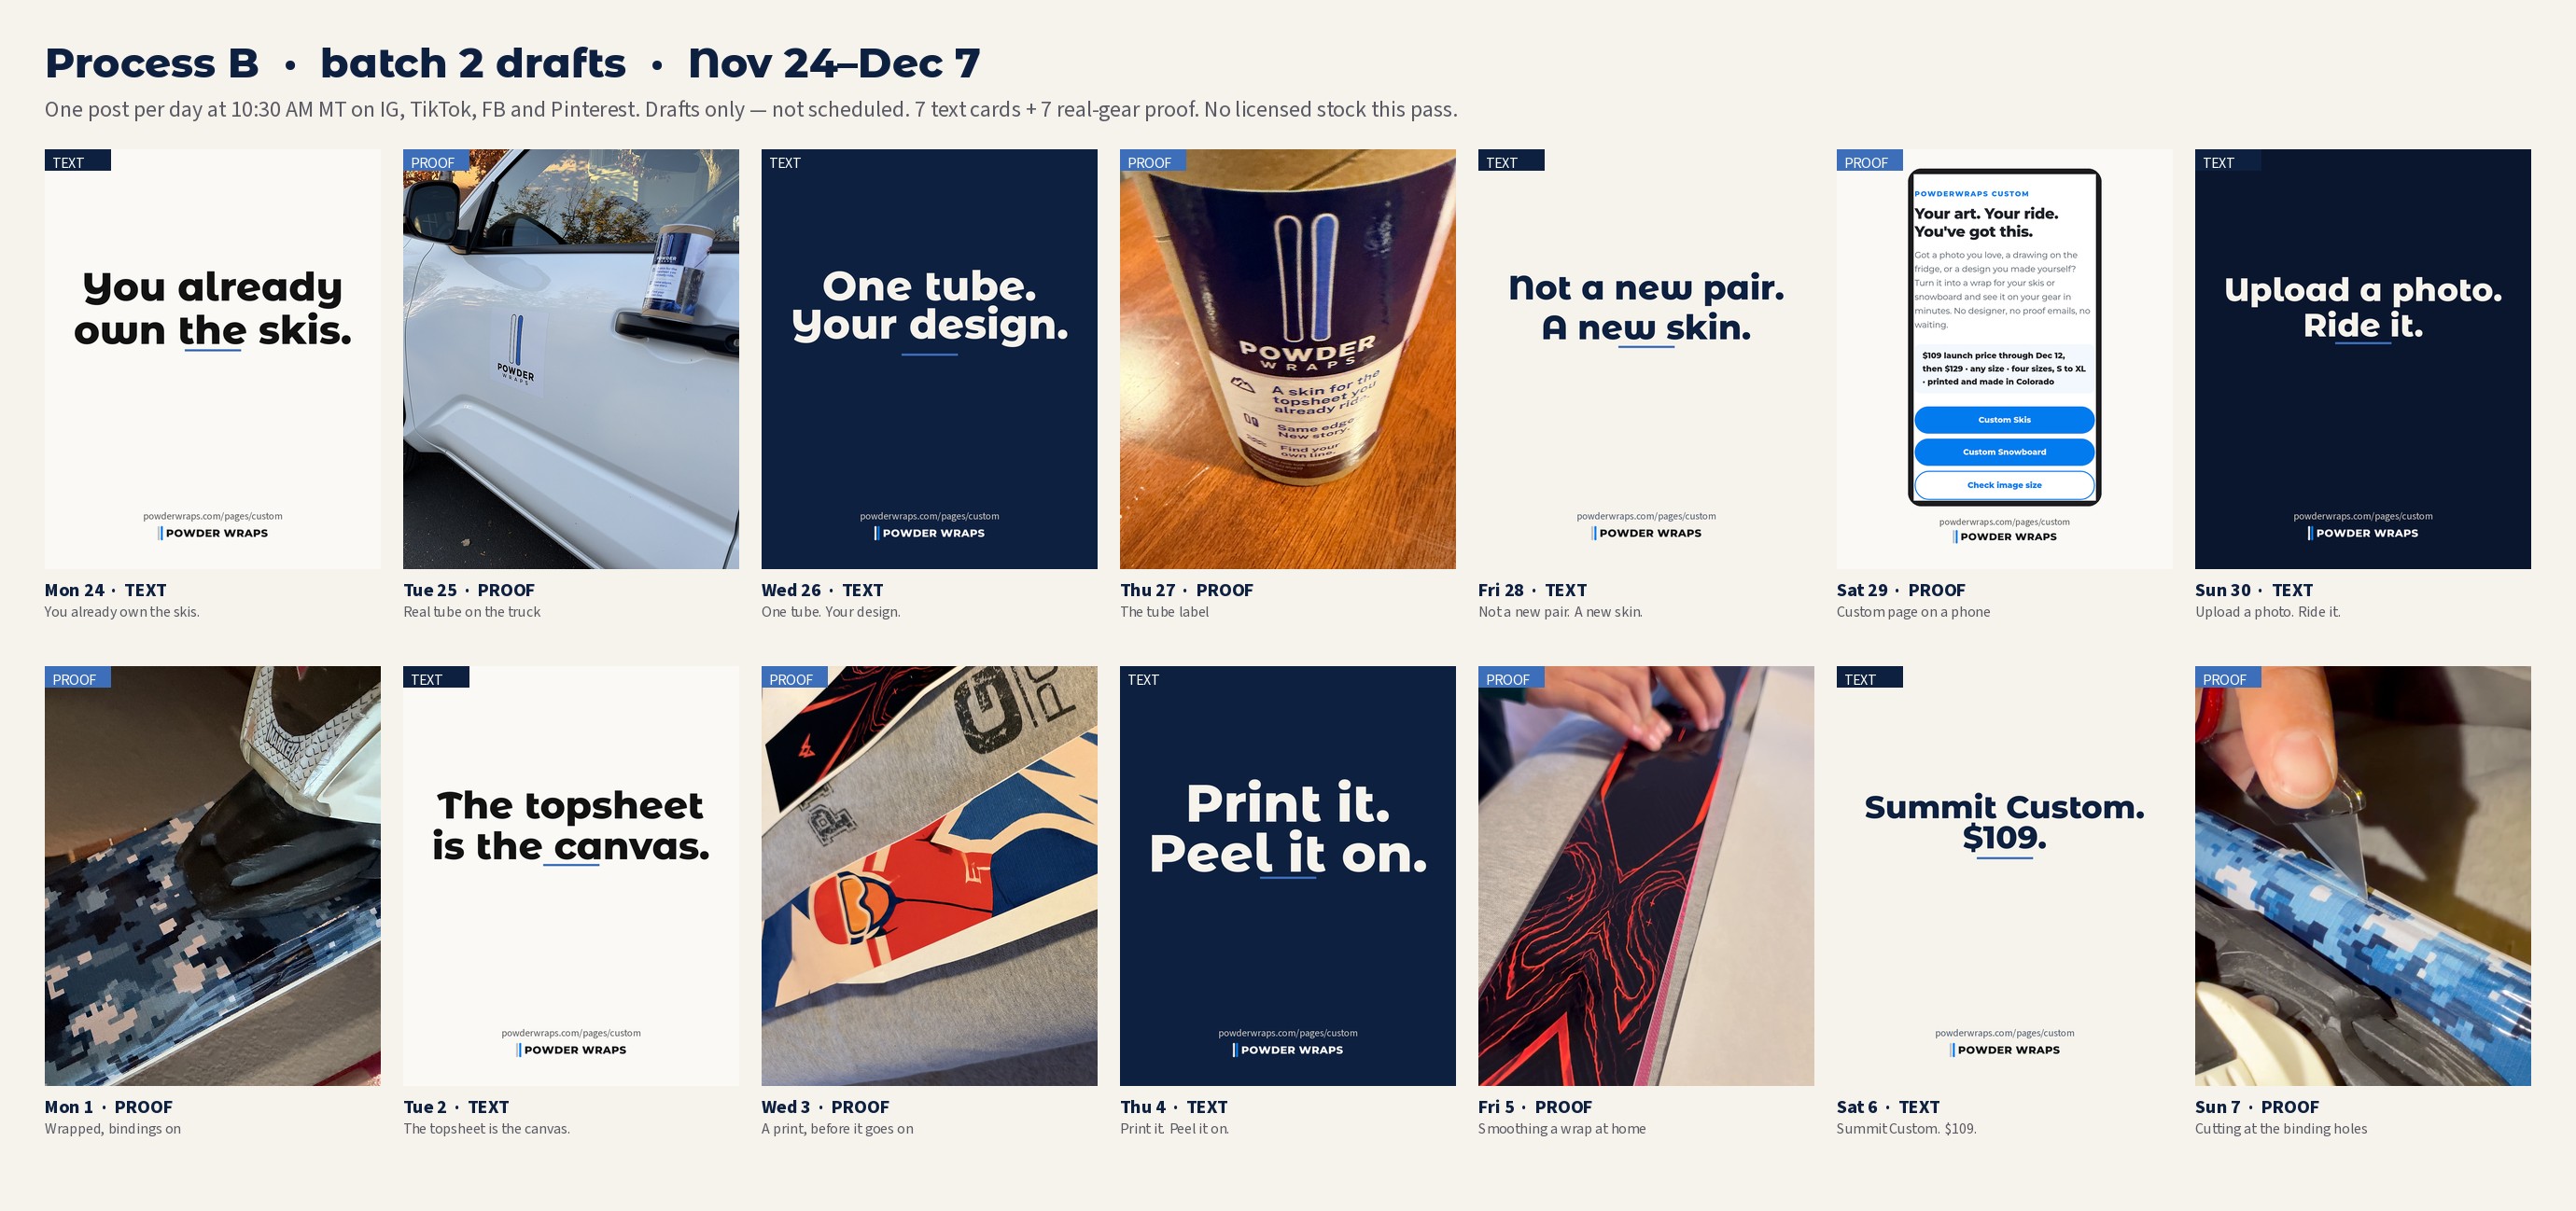 Process B • batch 2 drafts • Nov 24–Dec 7
One post per day at 10:30 AM MT on IG, TikTok, FB and Pinterest. Drafts only — not scheduled. 7 text cards + 7 real-gear proof. No licensed stock this pass.
TEXT
You already
own the skis.
powderwraps.com/pages/custom
POWDER WRAPS
Mon 24 · TEXT
You already own the skis.
PROOF
POWDER
WRAPS
Tue 25 · PROOF
Real tube on the truck
TEXT
One tube.
Your design.
powderwraps.com/pages/custom
POWDER WRAPS
Wed 26 · TEXT
One tube. Your design.
PROOF
POWDER
WRAPS
A skin for the
topsheet you
already ride.
Same edge
New story.
Find your
own line.
Thu 27 · PROOF
The tube label
TEXT
Not a new pair.
A new skin.
powderwraps.com/pages/custom
POWDER WRAPS
Fri 28 · TEXT
Not a new pair. A new skin.
PROOF
POWDERWRAPS CUSTOM
Your art. Your ride.
You've got this.
Got a photo you love, a drawing on the
fridge, or a design you made yourself?
Turn it into a wrap for your skis or
snowboard and see it on your gear in
minutes. No designer, no proof emails, no
waiting.
$109 launch price through Dec 12,
then $129 · any size · four sizes, S to XL
· printed and made in Colorado
Custom Skis
Custom Snowboard
Check image size
powderwraps.com/pages/custom
POWDER WRAPS
Sat 29 · PROOF
Custom page on a phone
TEXT
Upload a photo.
Ride it.
powderwraps.com/pages/custom
POWDER WRAPS
Sun 30 · TEXT
Upload a photo. Ride it.
PROOF
MARKER
Mon 1 · PROOF
Wrapped, bindings on
TEXT
The topsheet
is the canvas.
powderwraps.com/pages/custom
POWDER WRAPS
Tue 2 · TEXT
The topsheet is the canvas.
PROOF
Wed 3 · PROOF
A print, before it goes on
TEXT
Print it.
Peel it on.
powderwraps.com/pages/custom
POWDER WRAPS
Thu 4 · TEXT
Print it. Peel it on.
PROOF
Fri 5 · PROOF
Smoothing a wrap at home
TEXT
Summit Custom.
$109.
powderwraps.com/pages/custom
POWDER WRAPS
Sat 6 · TEXT
Summit Custom. $109.
PROOF
Sun 7 · PROOF
Cutting at the binding holes